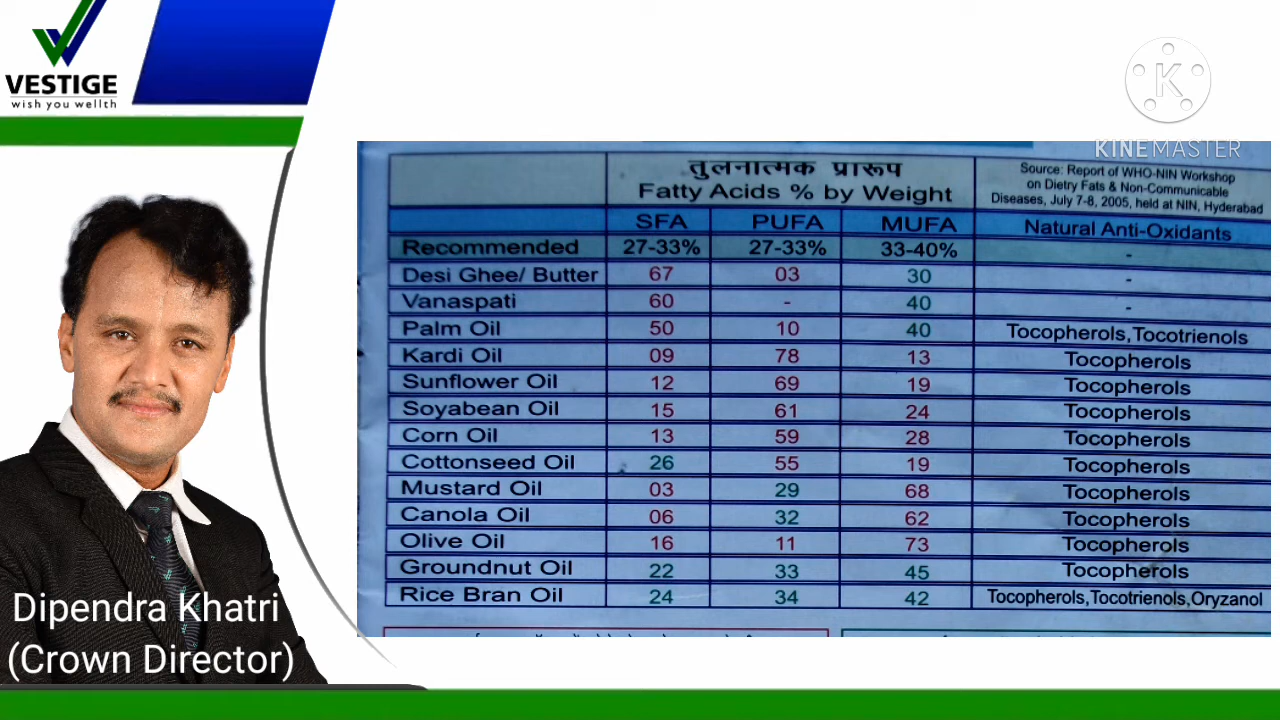 VESTIGE
wish you wellth
K
KINEMASTER
तुलनात्मक प्रारूप
Fatty Acids % by Weight
Source: Report of WHO-NIN Workshop
on Dietry Fats & Non-Communicable
Diseases, July 7-8, 2005, held at NIN, Hyderabad
SFA PUFA MUFA Natural Anti-Oxidants
Recommended 27-33% 27-33% 33-40% -
Desi Ghee/ Butter 67 03 30 -
Vanaspati 60 - 40 -
Palm Oil 50 10 40 Tocopherols,Tocotrienols
Kardi Oil 09 78 13 Tocopherols
Sunflower Oil 12 69 19 Tocopherols
Soyabean Oil 15 61 24 Tocopherols
Corn Oil 13 59 28 Tocopherols
Cottonseed Oil 26 55 19 Tocopherols
Mustard Oil 03 29 68 Tocopherols
Canola Oil 06 32 62 Tocopherols
Olive Oil 16 11 73 Tocopherols
Groundnut Oil 22 33 45 Tocopherols
Rice Bran Oil 24 34 42 Tocopherols,Tocotrienols,Oryzanol
Dipendra Khatri
(Crown Director)